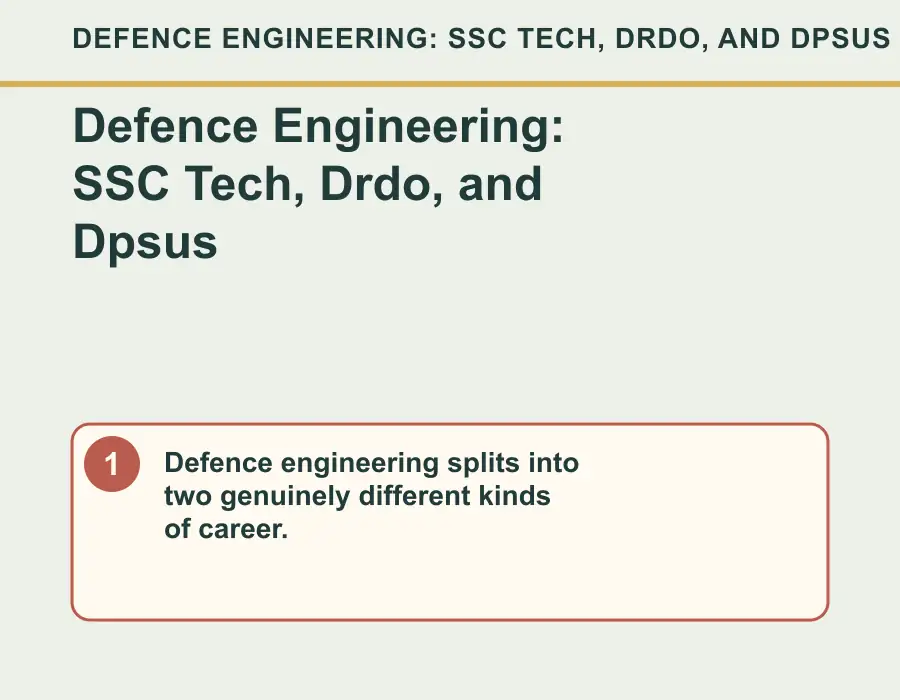 DEFENCE ENGINEERING: SSC TECH, DRDO, AND DPSUS
Defence Engineering:
SSC Tech, Drdo, and
Dpsus
1
Defence engineering splits into
two genuinely different kinds
of career.